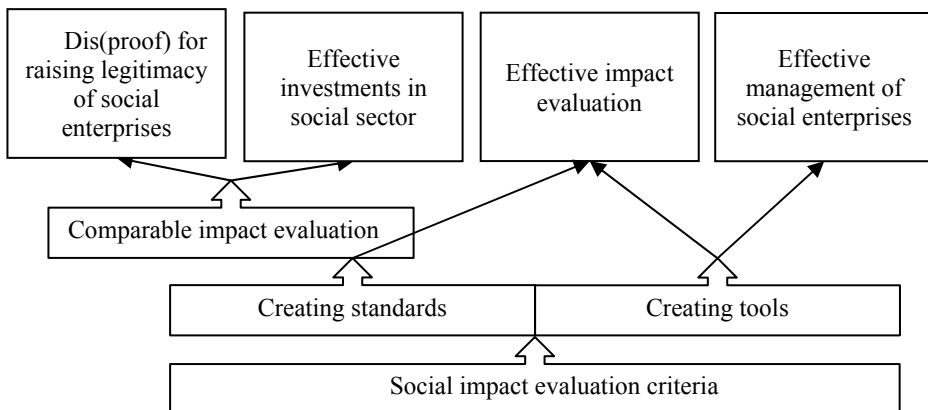 Dis(proof) for
raising legitimacy
of social
enterprises
Effective
investments in
social sector
Effective impact
evaluation
Effective
management of
social enterprises
Comparable impact evaluation
Creating standards
Creating tools
Social impact evaluation criteria